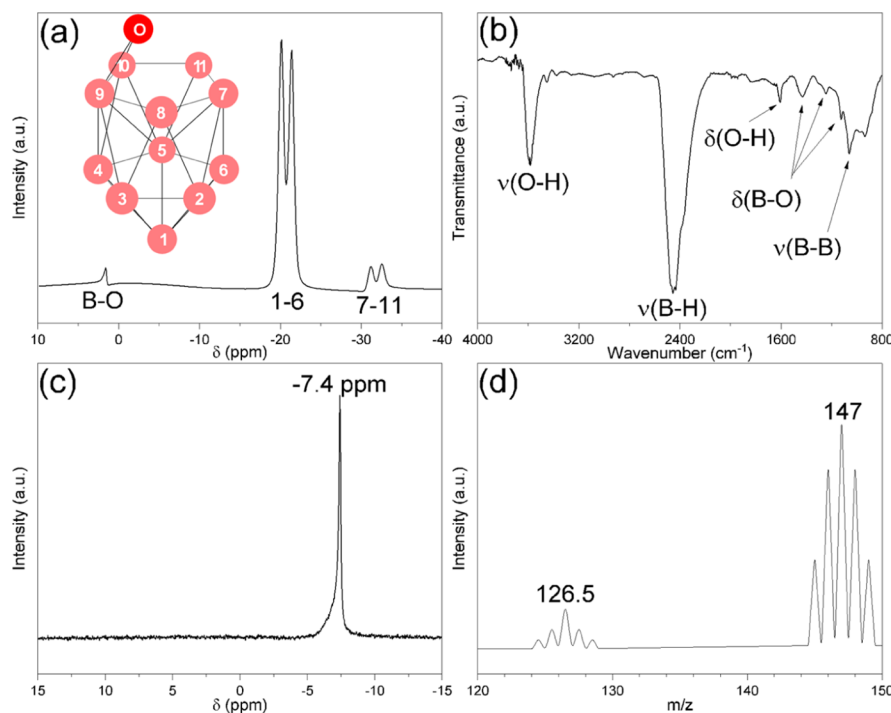 (a)
O
10
11
9
7
8
5
4
6
3
2
1
B-O
1-6
7-11
10
0
-10
-20
-30
-40
δ (ppm)
Intensity (a.u.)
(b)
ν(O-H)
ν(B-H)
δ(O-H)
δ(B-O)
ν(B-B)
4000
3200
2400
1600
800
Wavenumber (cm⁻¹)
Transmittance (a.u.)
(c)
-7.4 ppm
15
10
5
0
-5
-10
-15
δ (ppm)
Intensity (a.u.)
(d)
147
126.5
120
130
140
150
m/z
Intensity (a.u.)